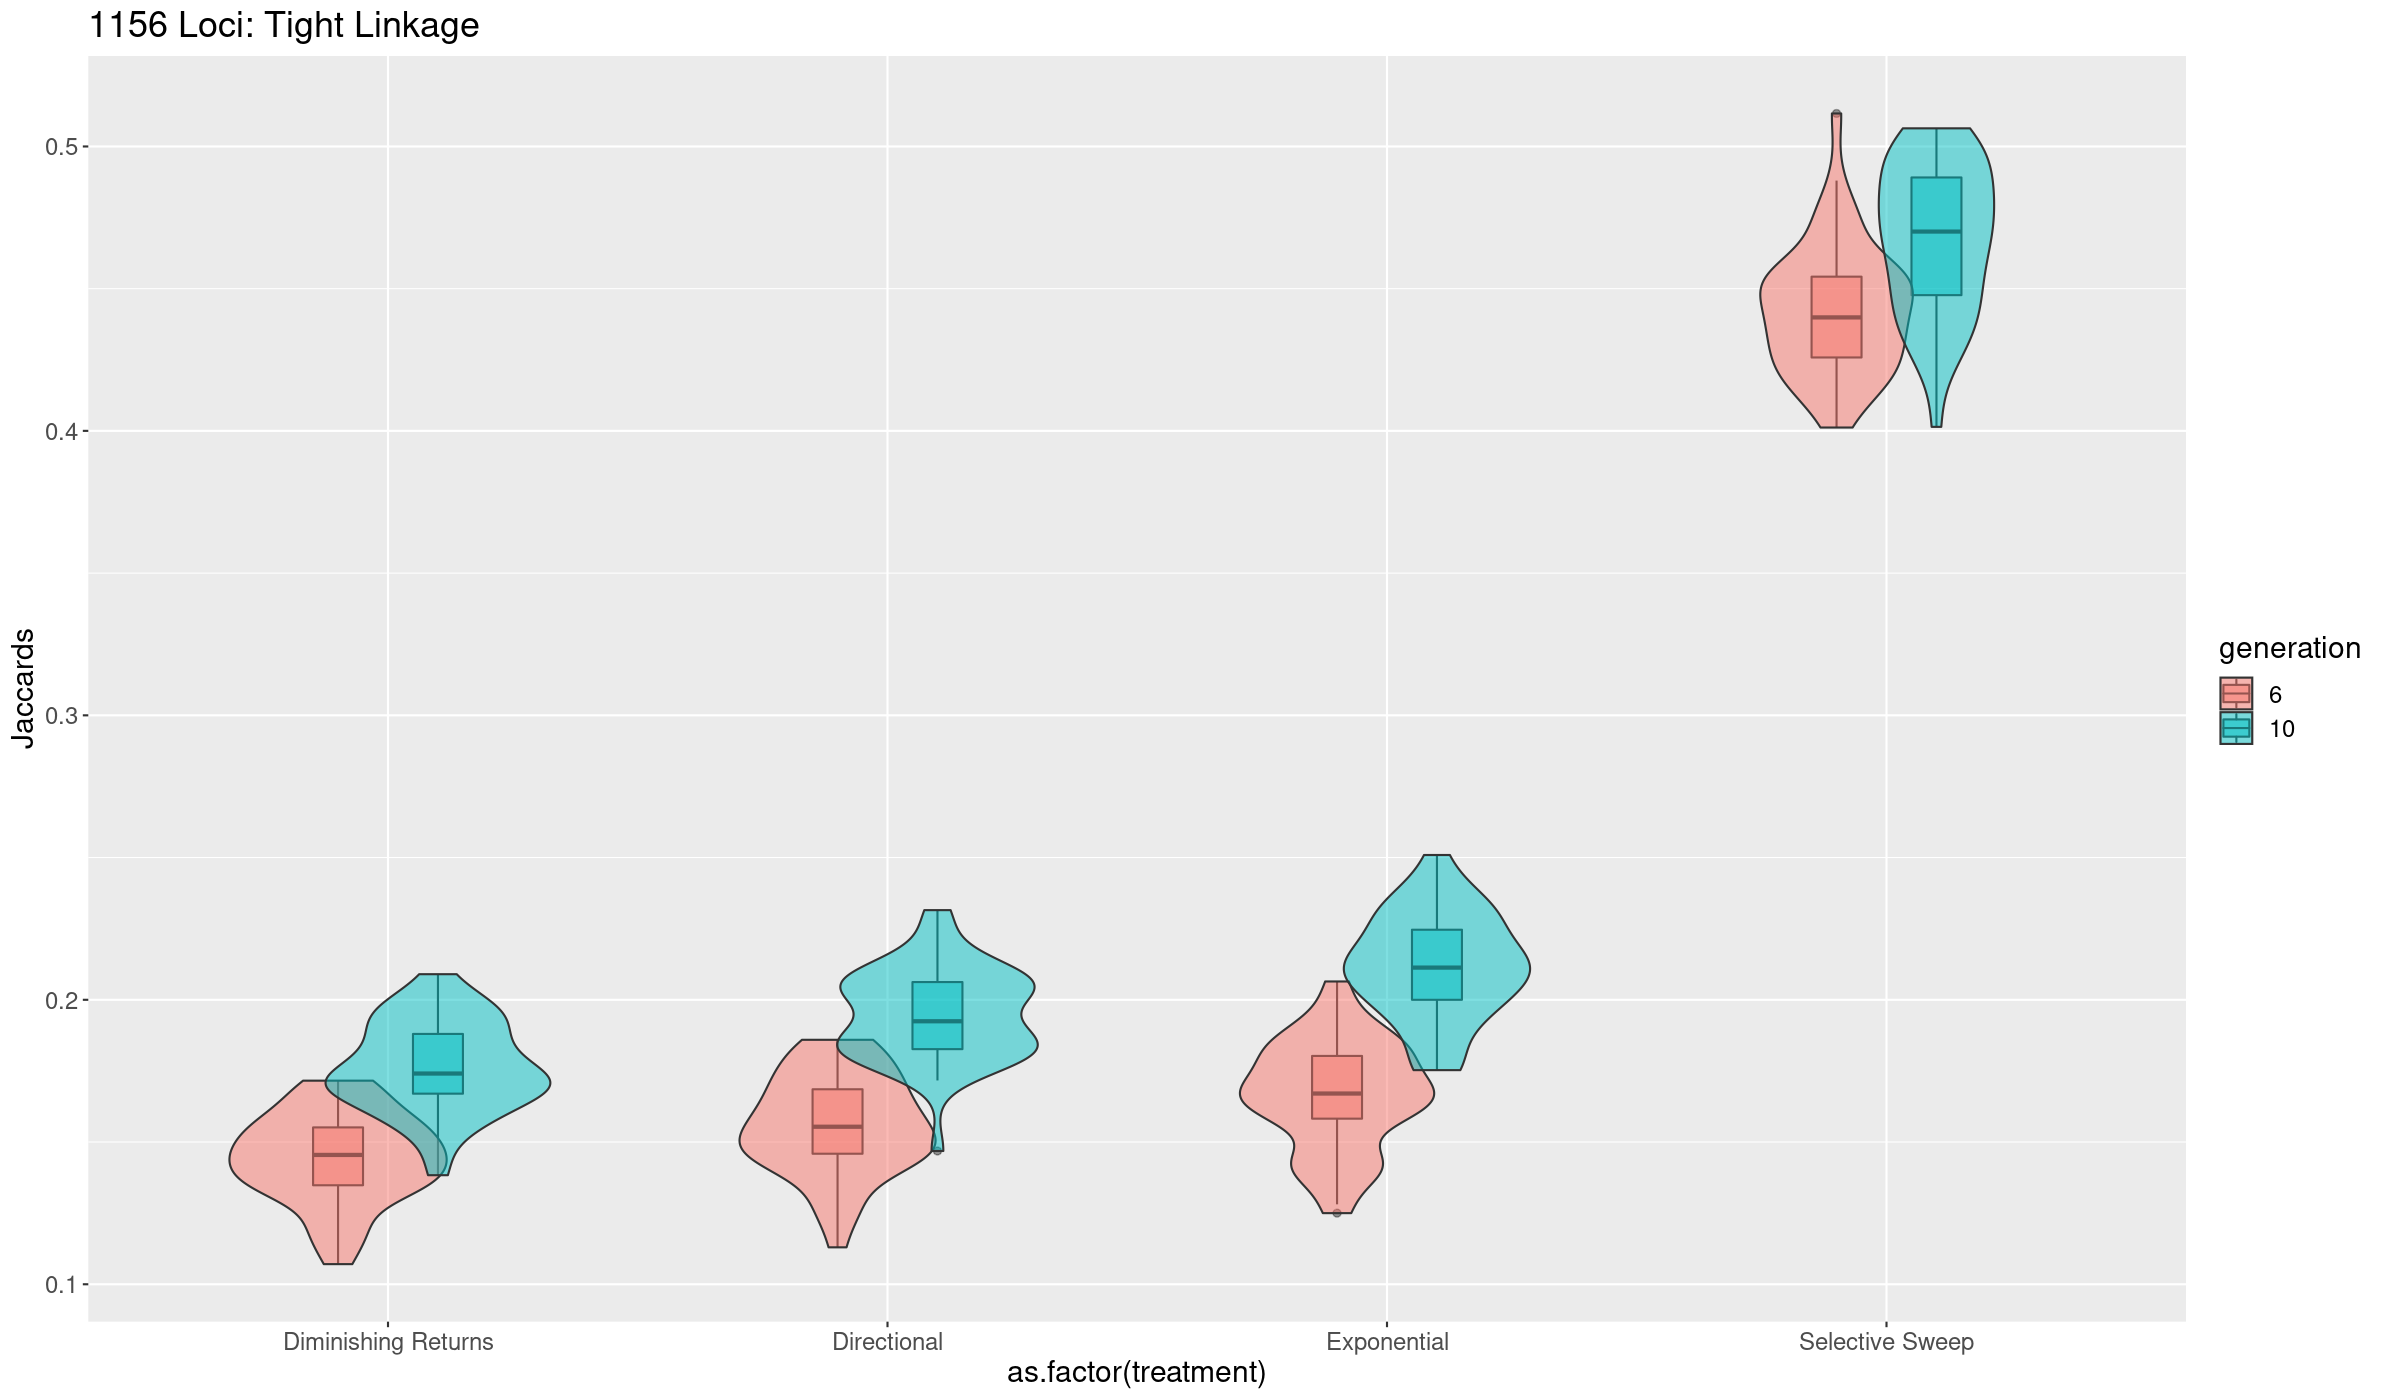 1156 Loci: Tight Linkage
Jaccards
0.5
0.4
0.3
0.2
0.1
Diminishing Returns
Directional
Exponential
Selective Sweep
as.factor(treatment)
generation
6
10